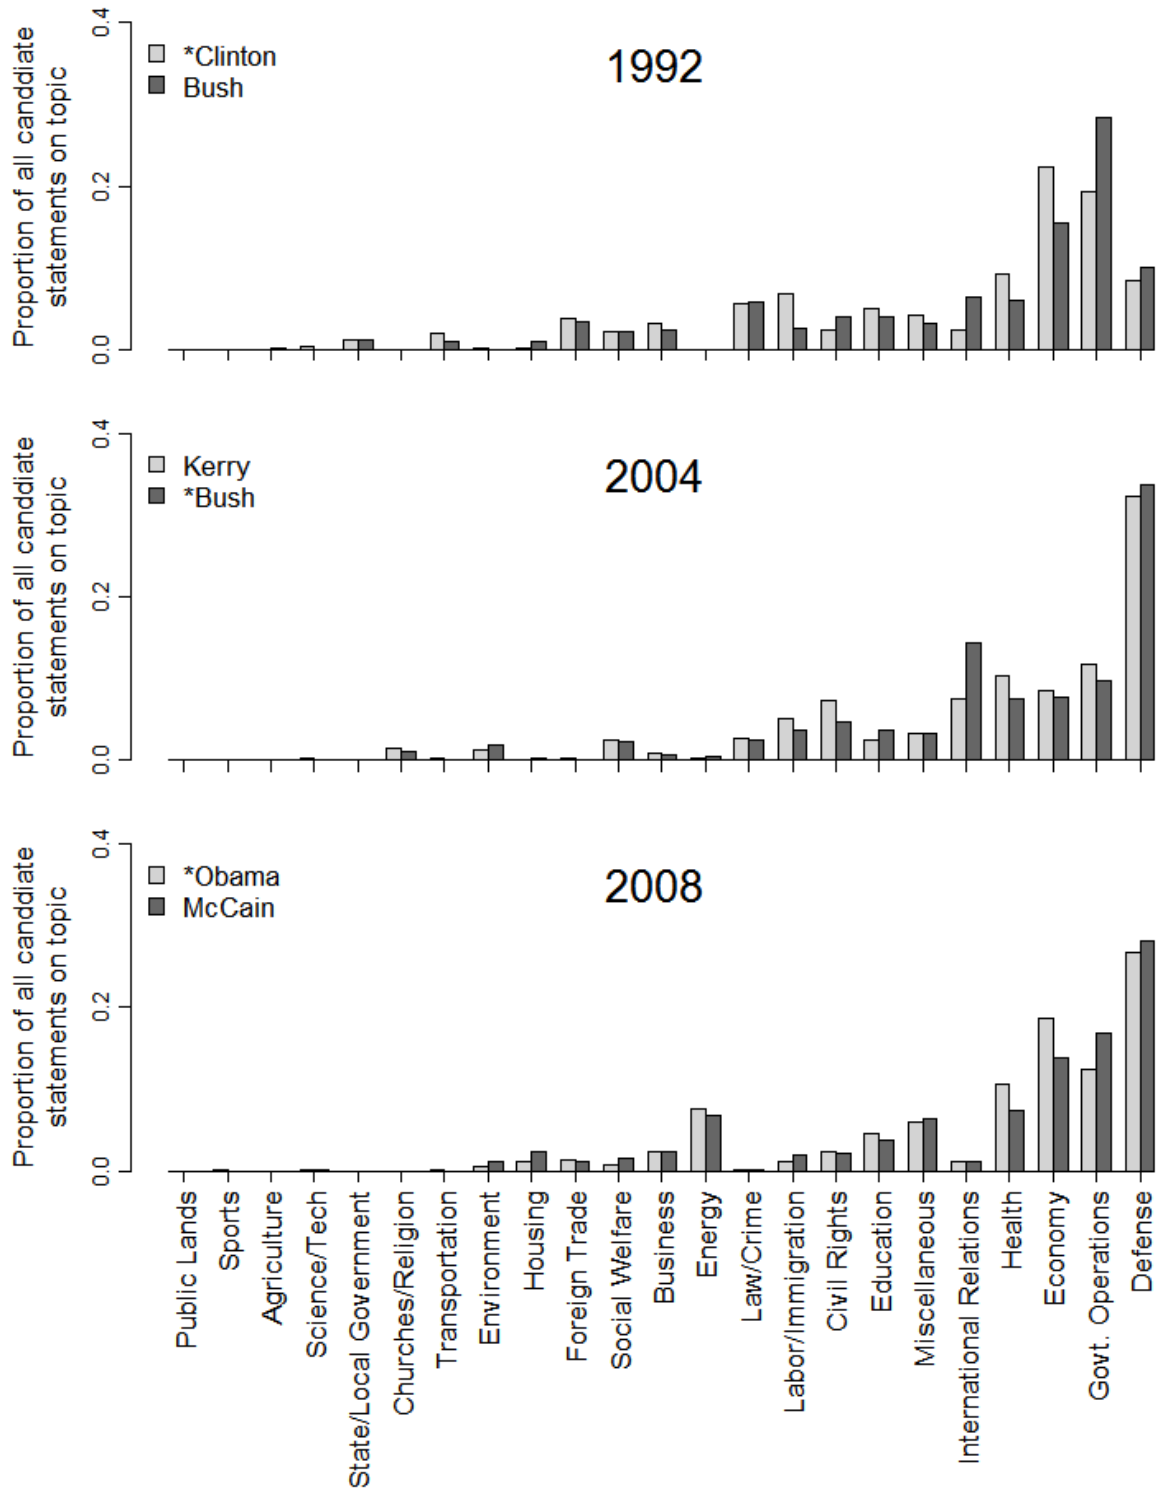 Proportion of all canddiate
statements on topic
0.4
0.2
0.0
*Clinton
Bush
1992
Proportion of all canddiate
statements on topic
0.4
0.2
0.0
Kerry
*Bush
2004
Proportion of all canddiate
statements on topic
0.4
0.2
0.0
*Obama
McCain
2008
Public Lands
Sports
Agriculture
Science/Tech
State/Local Government
Churches/Religion
Transportation
Environment
Housing
Foreign Trade
Social Welfare
Business
Energy
Law/Crime
Labor/Immigration
Civil Rights
Education
Miscellaneous
International Relations
Health
Economy
Govt. Operations
Defense